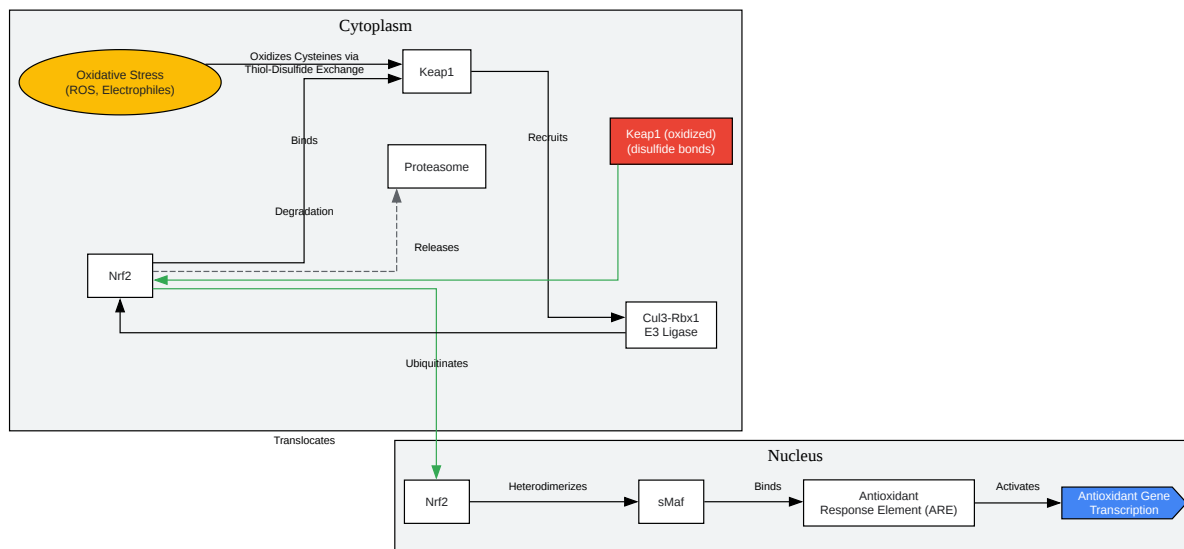 Cytoplasm
Oxidative Stress
(ROS, Electrophiles)
Oxidizes Cysteines via
Thiol-Disulfide Exchange
Keap1
Binds
Recruits
Keap1 (oxidized)
(disulfide bonds)
Proteasome
Degradation
Releases
Nrf2
Cul3-Rbx1
E3 Ligase
Ubiquitinates
Translocates
Nucleus
Nrf2
Heterodimerizes
sMaf
Binds
Antioxidant
Response Element (ARE)
Activates
Antioxidant Gene
Transcription